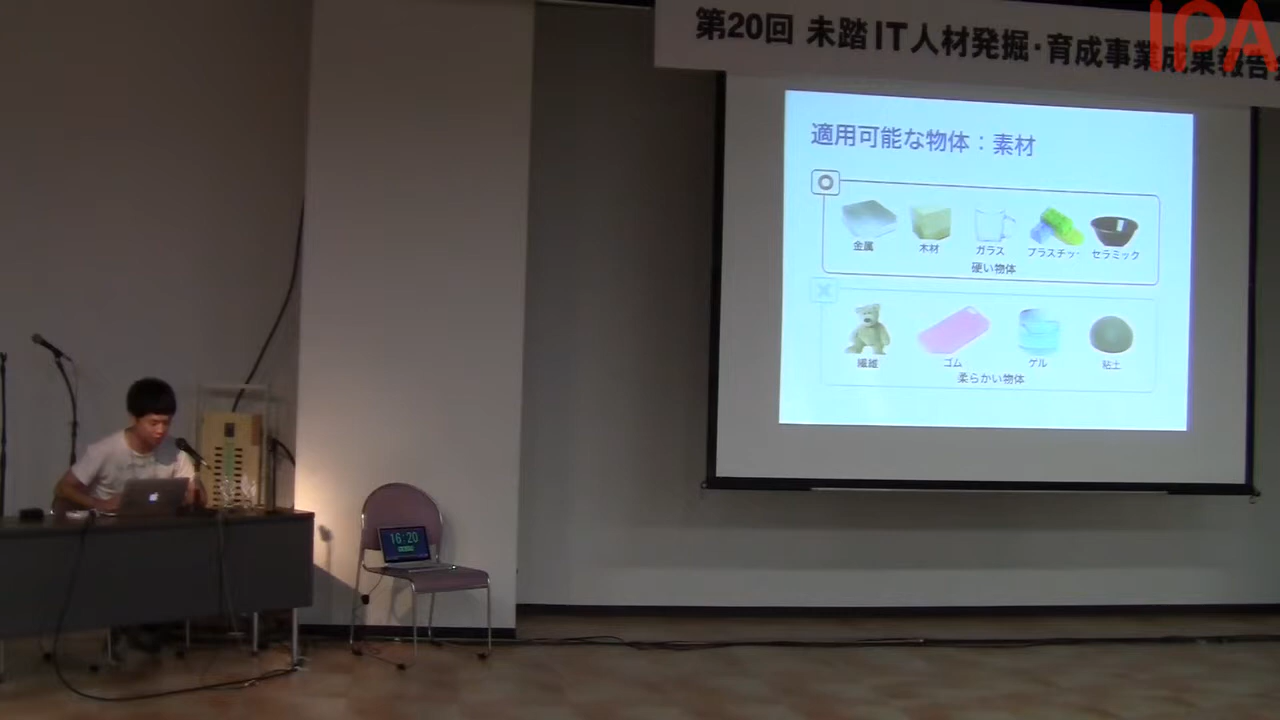 IPA
第20回 未踏IT人材発掘・育成事業成果報告会
適用可能な物体：素材
金属
木材
ガラス
プラスチッ
セラミック
硬い物体
繊維
ゴム
ゲル
粘土
柔らかい物体
16:20